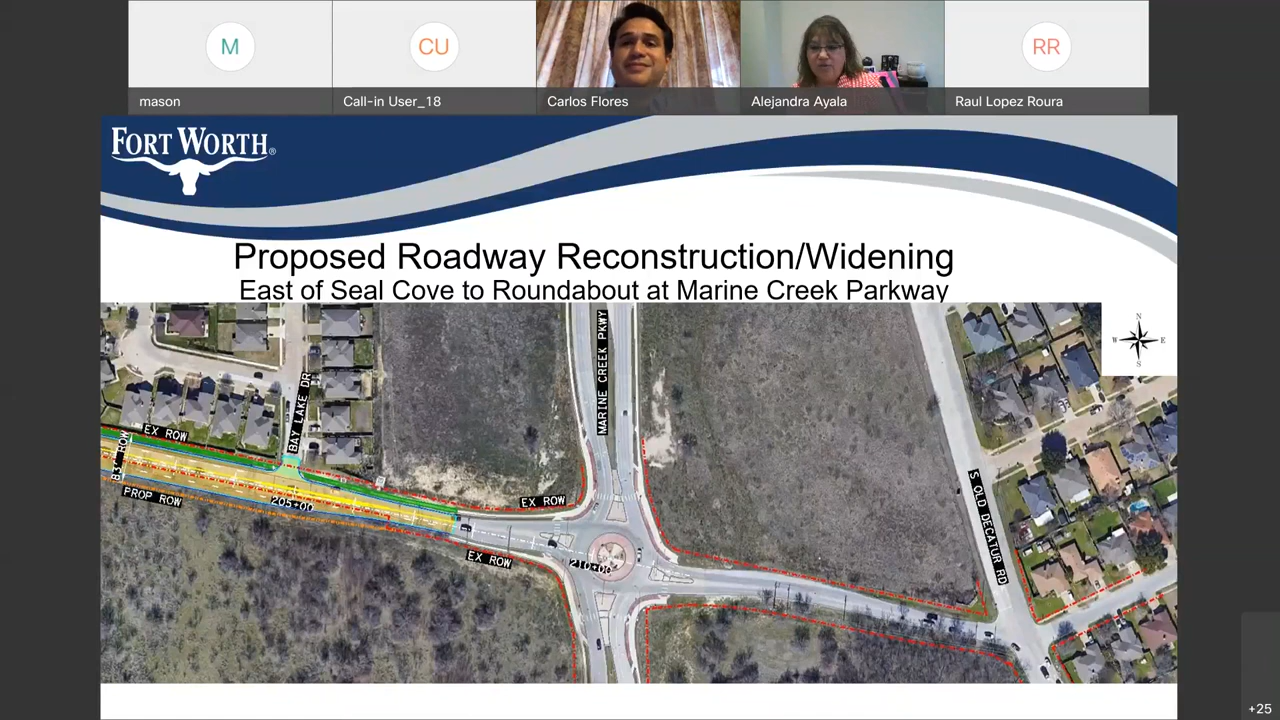 M
CU
RR
mason
Call-in User_18
Carlos Flores
Alejandra Ayala
Raul Lopez Roura
FORT WORTH®
Proposed Roadway Reconstruction/Widening
East of Seal Cove to Roundabout at Marine Creek Parkway
N
W E
S
MARINE CREEK PKWY
BAY LAKE DR
EX ROW
PROP ROW
205+00
EX ROW
EX ROW
210+00
S OLD DECATUR RD
+25